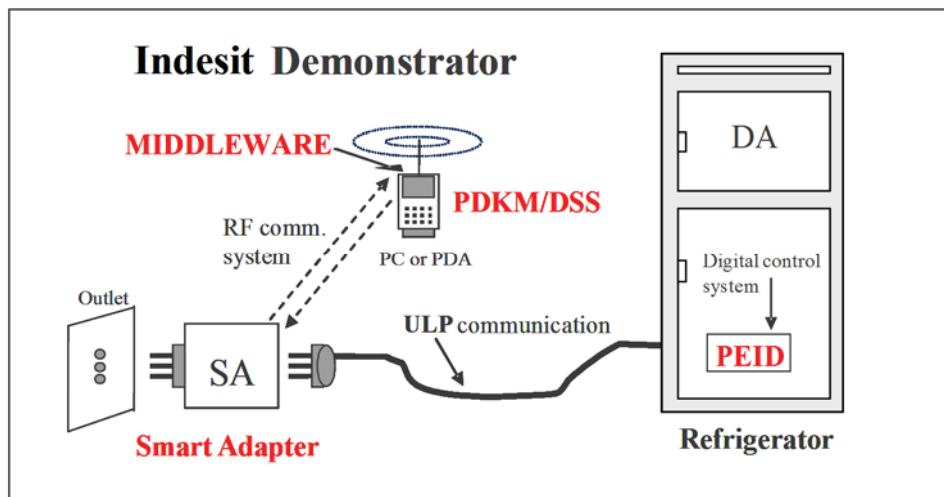 Indesit Demonstrator
MIDDLEWARE
PDKM/DSS
RF comm.
system
PC or PDA
DA
Digital control
system
PEID
Outlet
SA
ULP communication
Smart Adapter
Refrigerator